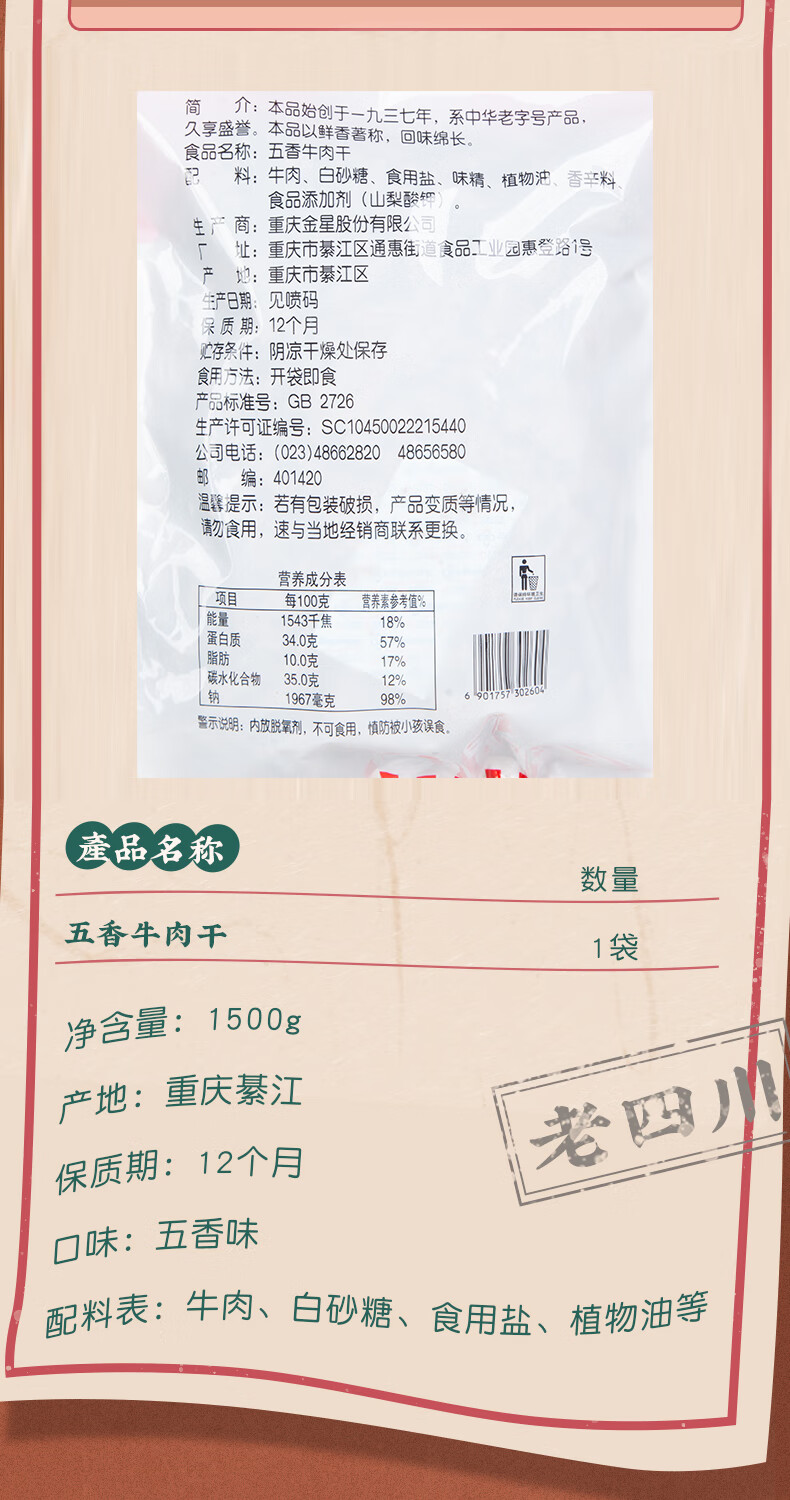 简 介：本品始创于一九三七年，系中华老字号产品，
久享盛誉。本品以鲜香著称，回味绵长。
食品名称：五香牛肉干
配 料：牛肉、白砂糖、食用盐、味精、植物油、香辛料、
食品添加剂（山梨酸钾）。
生 产 商：重庆金星股份有限公司
厂 址：重庆市綦江区通惠街道食品工业园惠登路1号
产 地：重庆市綦江区
生产日期：见喷码
保 质 期：12个月
贮存条件：阴凉干燥处保存
食用方法：开袋即食
产品标准号：GB 2726
生产许可证编号：SC10450022215440
公司电话：(023)48662820 48656580
邮 编：401420
温馨提示：若有包装破损，产品变质等情况，
请勿食用，速与当地经销商联系更换。
营养成分表
项目 每100克 营养素参考值%
能量 1543千焦 18%
蛋白质 34.0克 57%
脂肪 10.0克 17%
碳水化合物 35.0克 12%
钠 1967毫克 98%
6 901757 302604
警示说明：内放脱氧剂，不可食用，慎防被小孩误食。
產品名称
数量
五香牛肉干
1袋
净含量：1500g
产地：重庆綦江
老四川
保质期：12个月
口味：五香味
配料表：牛肉、白砂糖、食用盐、植物油等